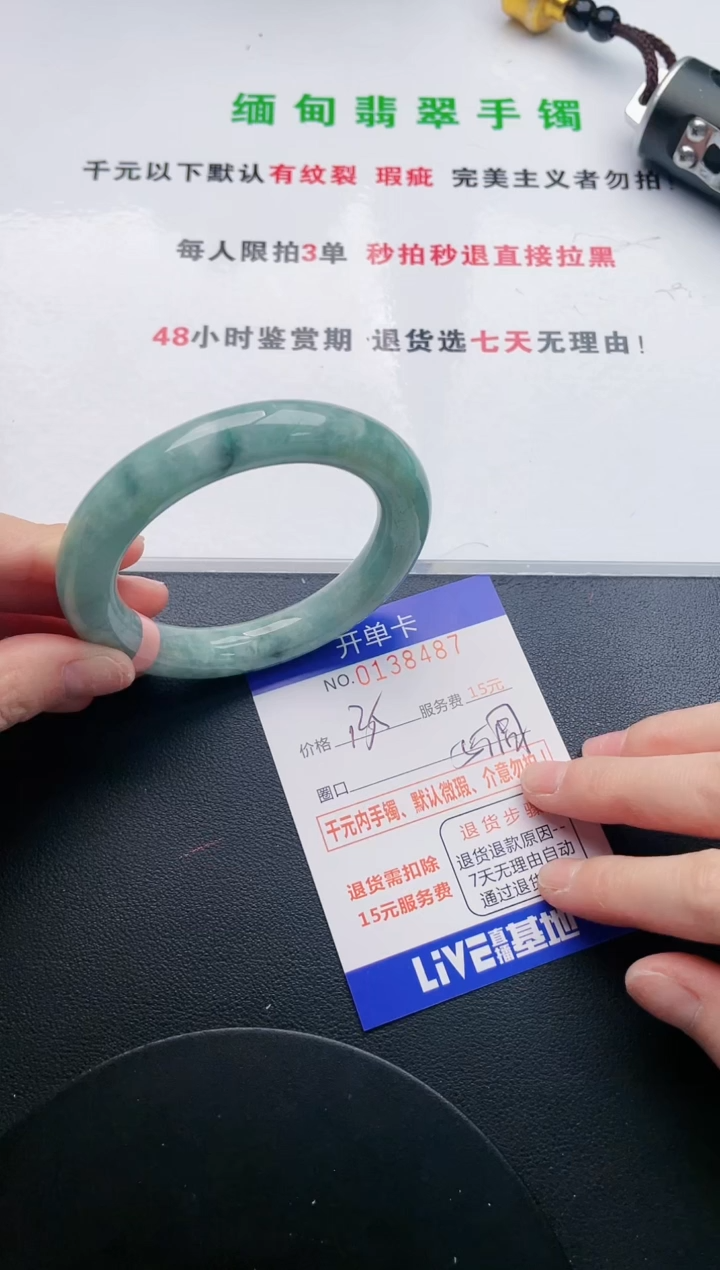 缅甸翡翠手镯
千元以下默认有纹裂 瑕疵 完美主义者勿拍!
每人限拍3单 秒拍秒退直接拉黑
48小时鉴赏期 退货选七天无理由!
开单卡
NO.0138487
价格 服务费 15元
圈口
千元内手镯、默认微瑕、介意勿拍!
退货步骤
退货退款原因--
7天无理由自动
通过退货
退货需扣除
15元服务费
LIVE直播基地